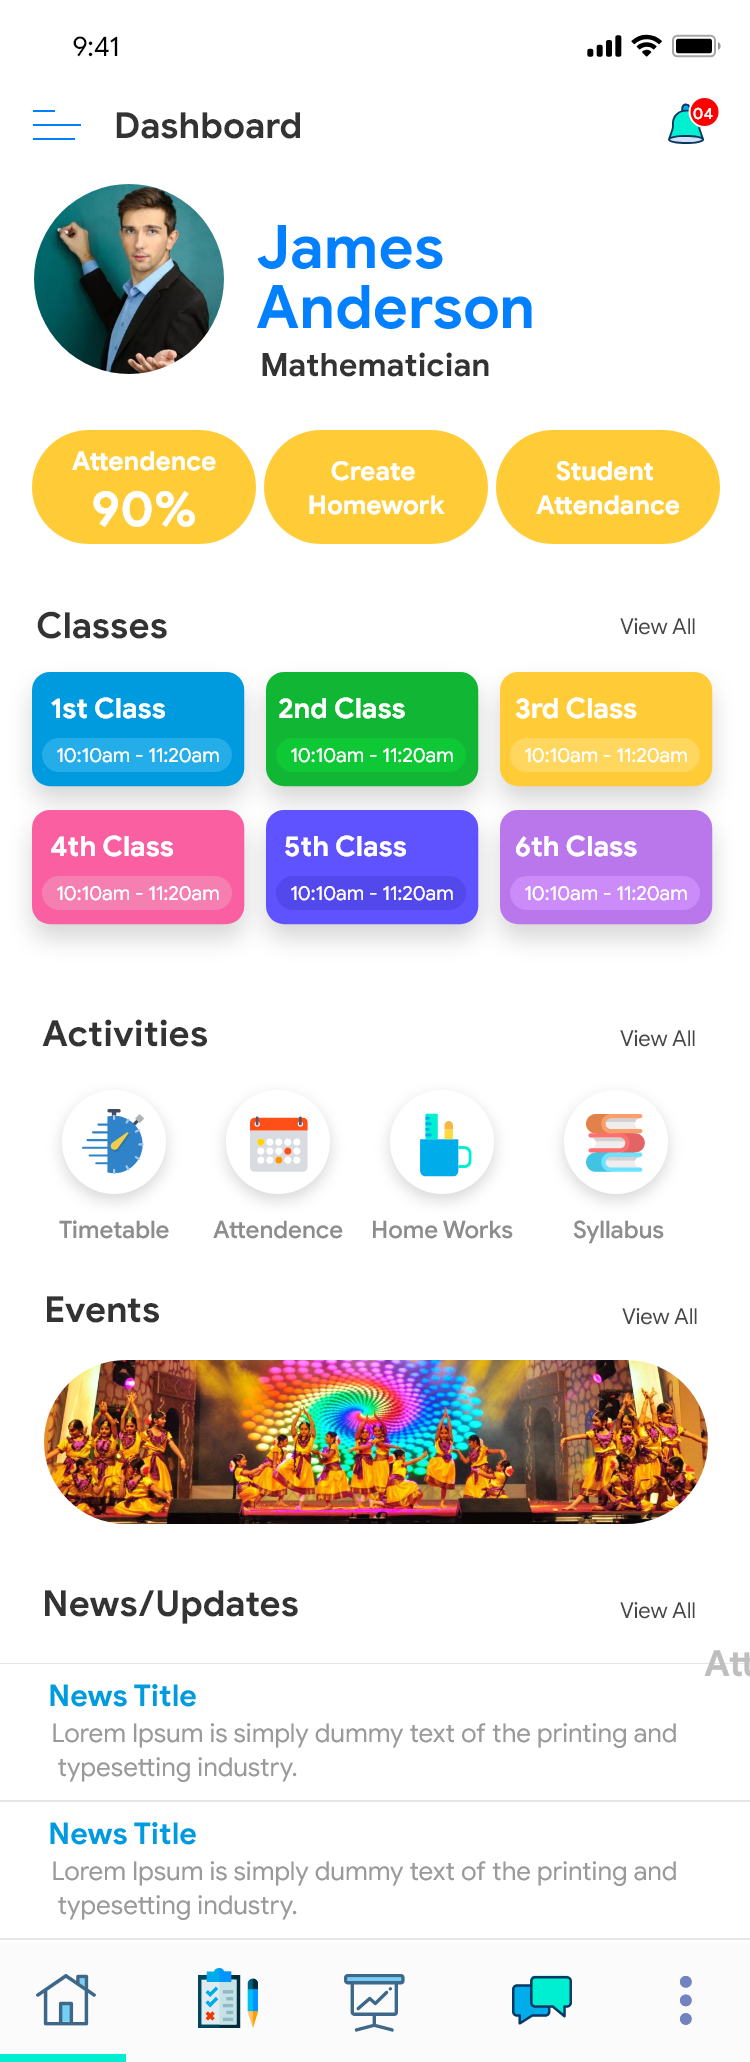 9:41
Dashboard
04
James
Anderson
Mathematician
Attendence
90%
Create
Homework
Student
Attendance
Classes
View All
1st Class
10:10am - 11:20am
2nd Class
10:10am - 11:20am
3rd Class
10:10am - 11:20am
4th Class
10:10am - 11:20am
5th Class
10:10am - 11:20am
6th Class
10:10am - 11:20am
Activities
View All
Timetable
Attendence
Home Works
Syllabus
Events
View All
News/Updates
View All
Att
News Title
Lorem Ipsum is simply dummy text of the printing and
typesetting industry.
News Title
Lorem Ipsum is simply dummy text of the printing and
typesetting industry.